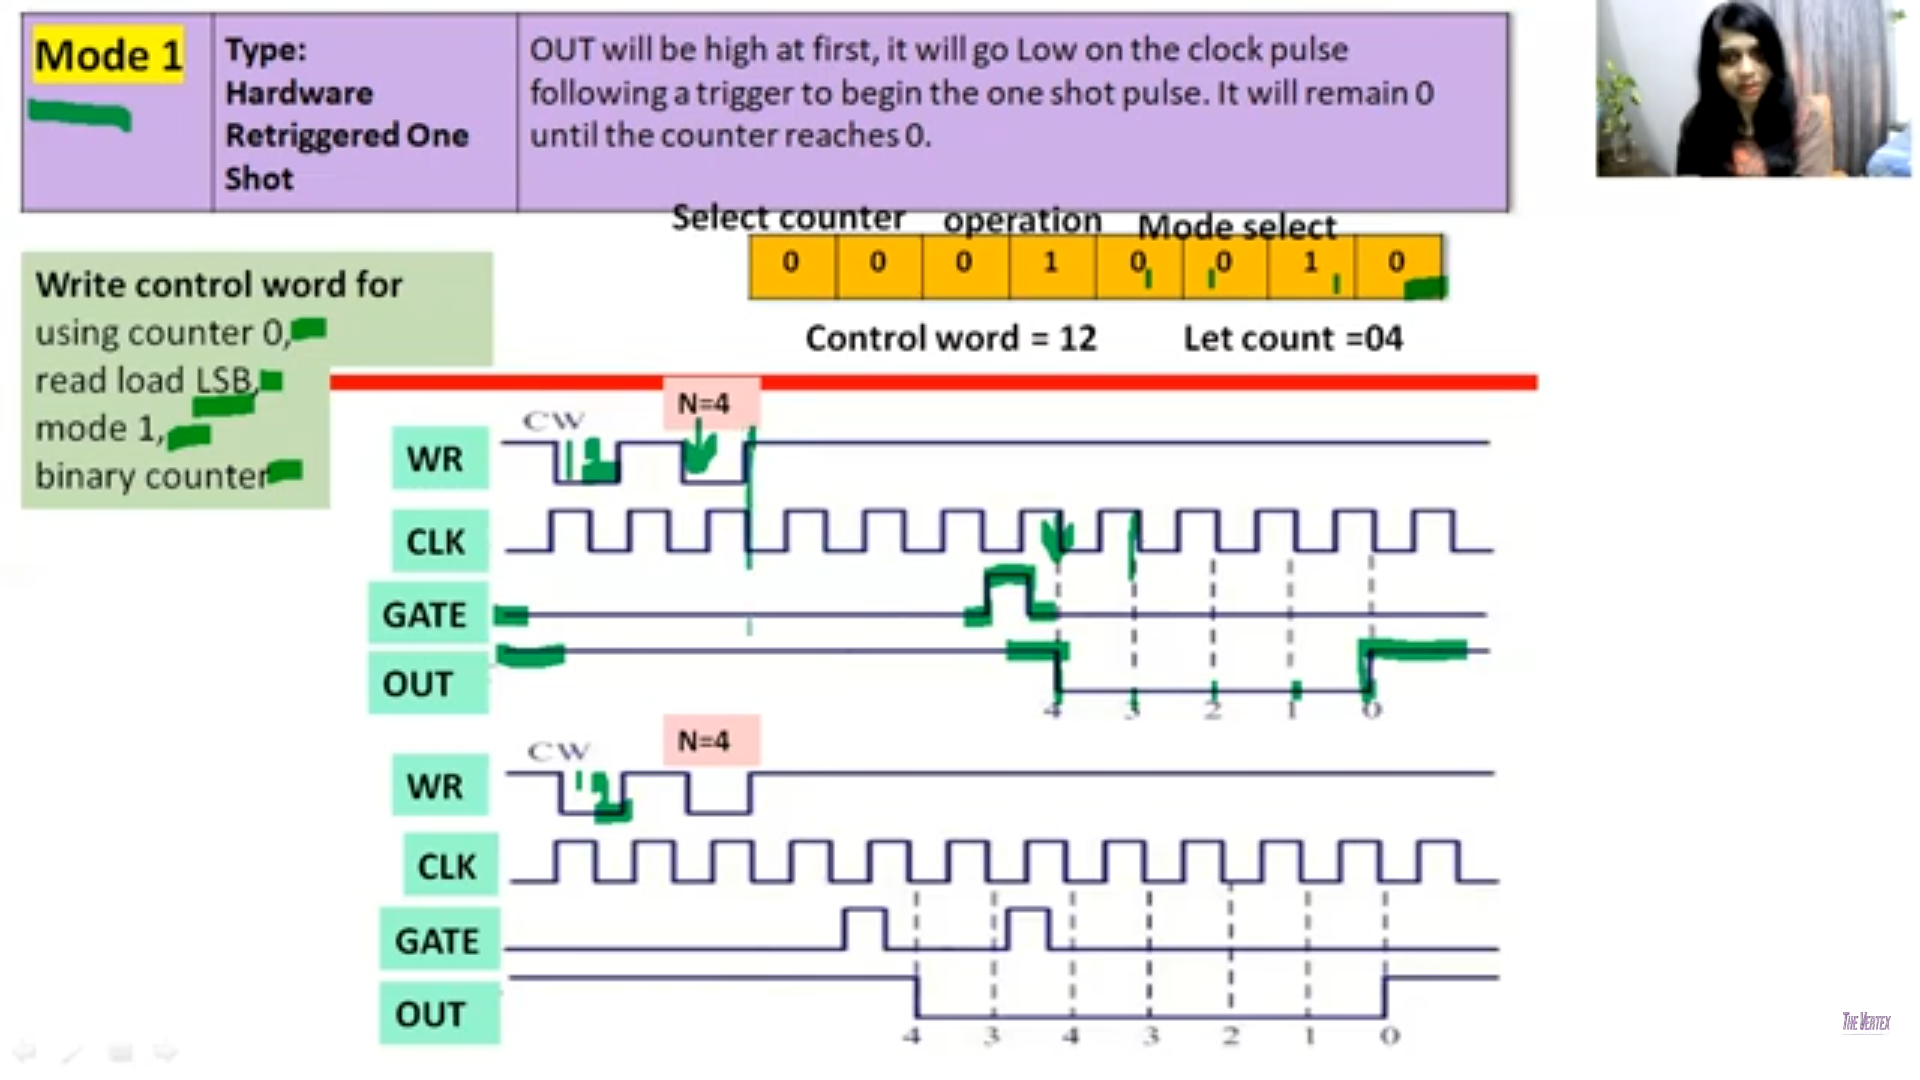 Mode 1
Type:
Hardware
Retriggered One
Shot
OUT will be high at first, it will go Low on the clock pulse
following a trigger to begin the one shot pulse. It will remain 0
until the counter reaches 0.
Select counter operation Mode select
0 0 0 1 0 0 1 0
Control word = 12 Let count =04
Write control word for
using counter 0,
read load LSB,
mode 1,
binary counter
CW N=4
WR
CLK
GATE
OUT
4 3 2 1 0
CW N=4
WR
CLK
GATE
OUT
4 3 4 3 2 1 0
THE VERTEX